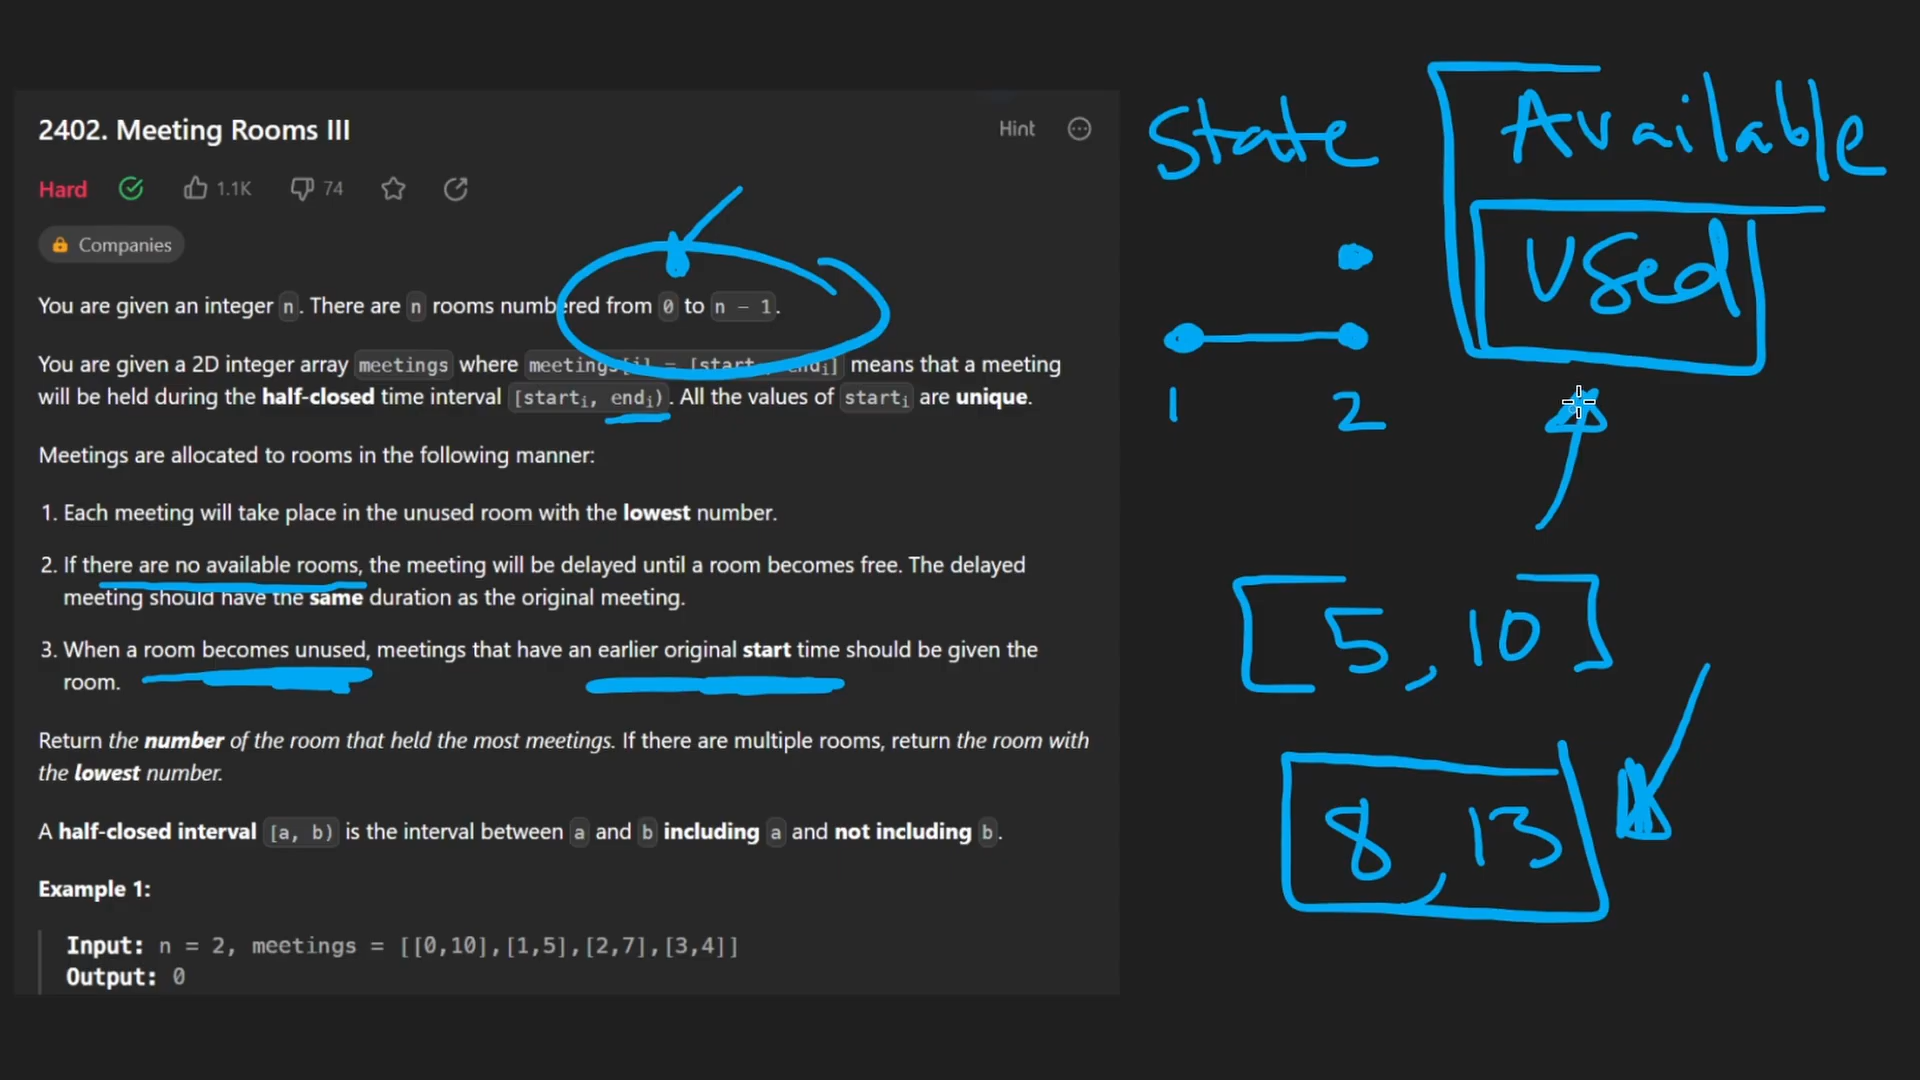 2402. Meeting Rooms III
Hint
Hard 1.1K 74
Companies
You are given an integer n. There are n rooms numbered from 0 to n - 1.
You are given a 2D integer array meetings where meetings[i] = [starti, endi] means that a meeting
will be held during the half-closed time interval [starti, endi). All the values of starti are unique.
Meetings are allocated to rooms in the following manner:
1. Each meeting will take place in the unused room with the lowest number.
2. If there are no available rooms, the meeting will be delayed until a room becomes free. The delayed
meeting should have the same duration as the original meeting.
3. When a room becomes unused, meetings that have an earlier original start time should be given the
room.
Return the number of the room that held the most meetings. If there are multiple rooms, return the room with
the lowest number.
A half-closed interval [a, b) is the interval between a and b including a and not including b.
Example 1:
Input: n = 2, meetings = [[0,10],[1,5],[2,7],[3,4]]
Output: 0
State
Available
Used
1 2
[5,10]
8,13